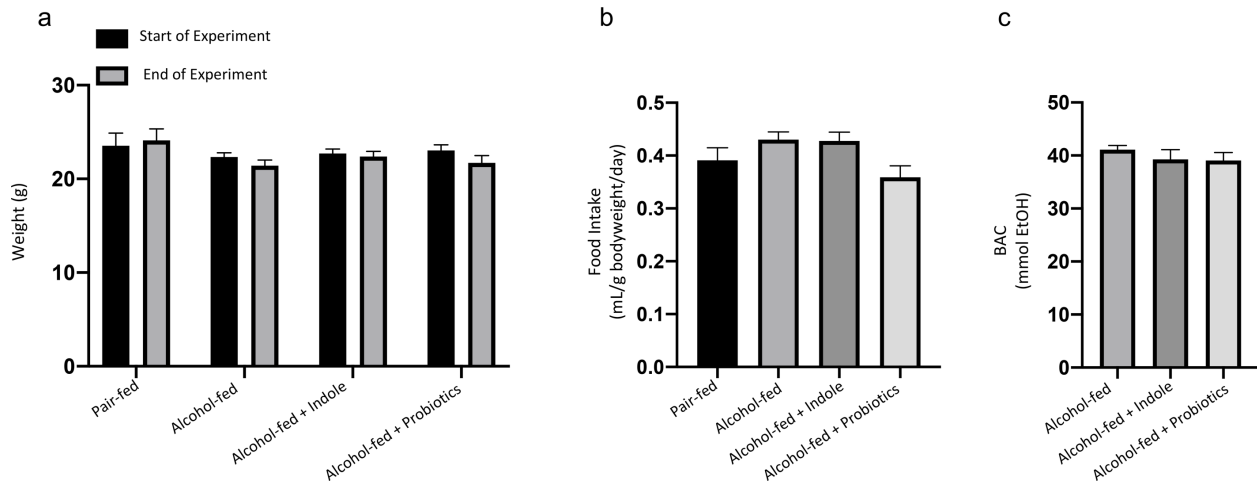 a
Start of Experiment
End of Experiment
Weight (g)
30
20
10
0
Pair-fed
Alcohol-fed
Alcohol-fed + Indole
Alcohol-fed + Probiotics
b
Food Intake
(mL/g bodyweight/day)
0.5
0.4
0.3
0.2
0.1
0.0
Pair-fed
Alcohol-fed
Alcohol-fed + Indole
Alcohol-fed + Probiotics
c
BAC
(mmol EtOH)
50
40
30
20
10
0
Alcohol-fed
Alcohol-fed + Indole
Alcohol-fed + Probiotics